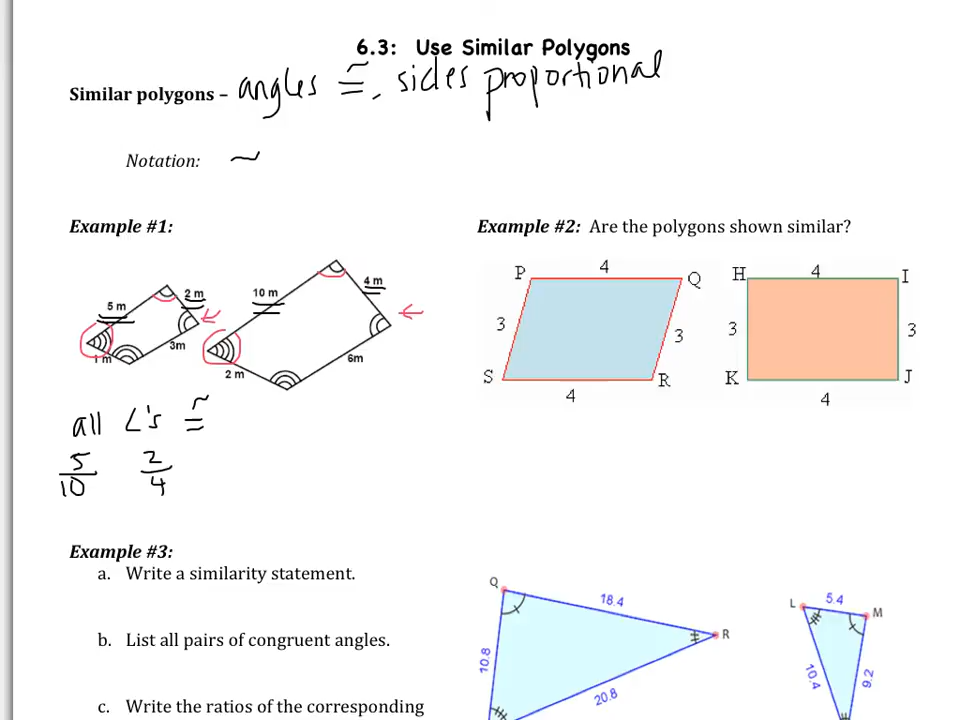 6.3: Use Similar Polygons
Similar polygons – angles ≅, sides proportional
Notation: ~
Example #1:
Example #2: Are the polygons shown similar?
5 m
2 m
1 m
3m
10 m
4 m
2 m
6m
P 4 Q
3 3
S 4 R
H 4 I
3 3
K 4 J
all ∠'s ≅
5/10 2/4
Example #3:
a. Write a similarity statement.
b. List all pairs of congruent angles.
c. Write the ratios of the corresponding
Q
18.4
R
10.8
20.8
L 5.4 M
10.4
9.2